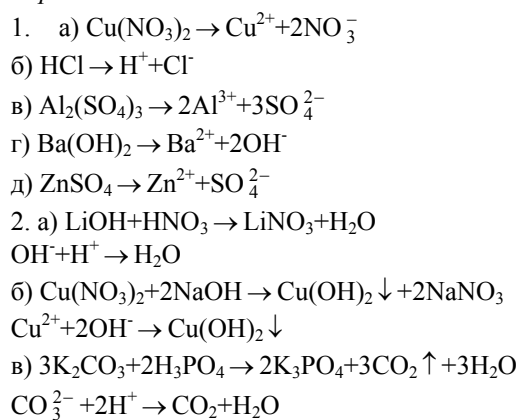 1. а) Cu(NO₃)₂ → Cu²⁺+2NO₃⁻
б) HCl → H⁺+Cl⁻
в) Al₂(SO₄)₃ → 2Al³⁺+3SO₄²⁻
г) Ba(OH)₂ → Ba²⁺+2OH⁻
д) ZnSO₄ → Zn²⁺+SO₄²⁻
2. а) LiOH+HNO₃ → LiNO₃+H₂O
OH⁻+H⁺ → H₂O
б) Cu(NO₃)₂+2NaOH → Cu(OH)₂↓+2NaNO₃
Cu²⁺+2OH⁻ → Cu(OH)₂↓
в) 3K₂CO₃+2H₃PO₄ → 2K₃PO₄+3CO₂↑+3H₂O
CO₃²⁻+2H⁺ → CO₂+H₂O